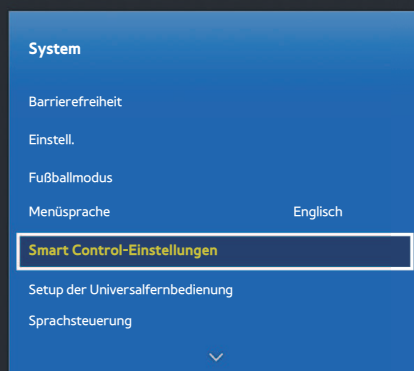 System
Barrierefreiheit
Einstell.
Fußballmodus
Menüsprache Englisch
Smart Control-Einstellungen
Setup der Universalfernbedienung
Sprachsteuerung